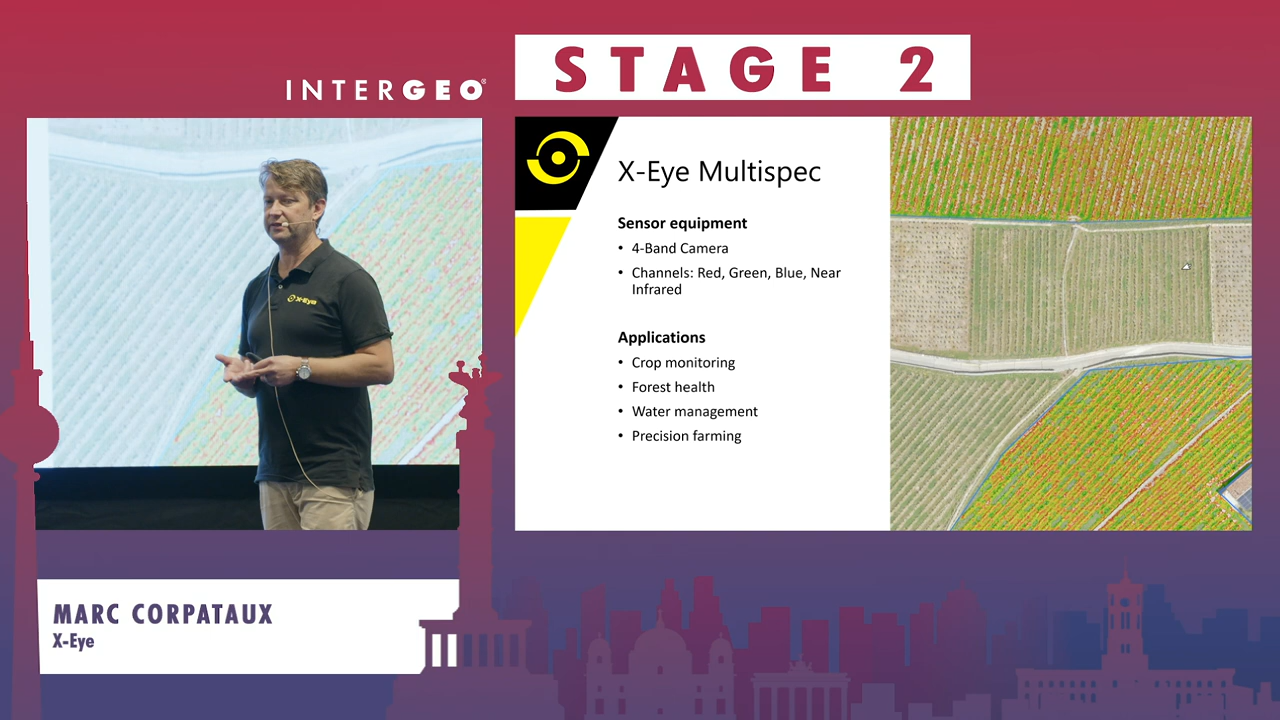 INTERGEO®
STAGE 2
X-Eye
X-Eye Multispec
Sensor equipment
• 4-Band Camera
• Channels: Red, Green, Blue, Near
Infrared
Applications
• Crop monitoring
• Forest health
• Water management
• Precision farming
MARC CORPATAUX
X-Eye